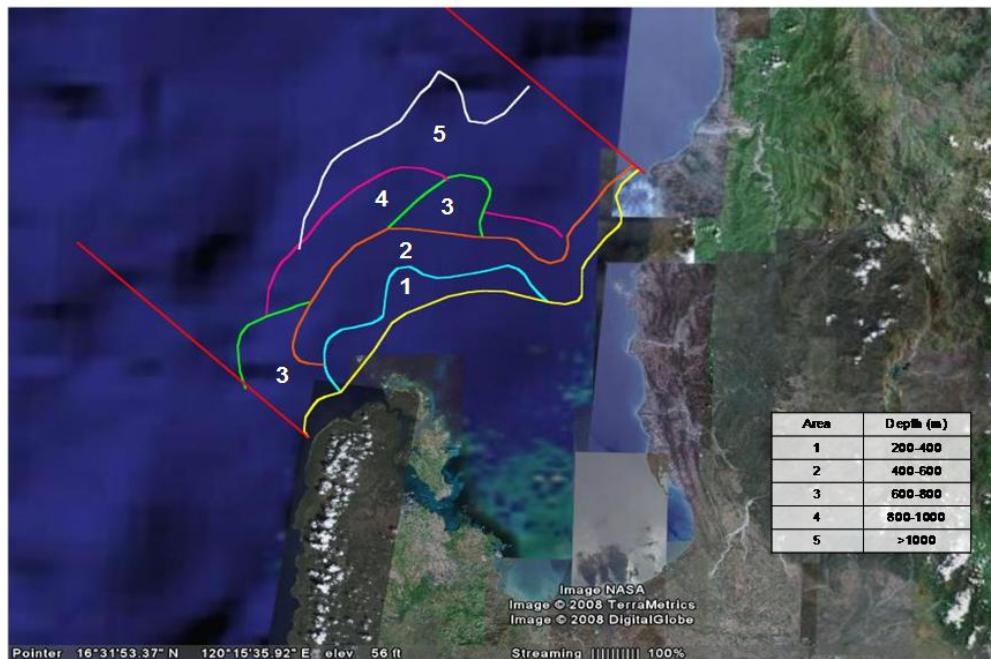 5
4
3
2
1
3
Area Depth (m)
1 200-400
2 400-600
3 600-800
4 800-1000
5 >1000
Image NASA
Image © 2008 TerraMetrics
Image © 2008 DigitalGlobe
Pointer 16°31'53.37" N 120°15'35.92" E elev 56 ft Streaming ||||||||| 100%